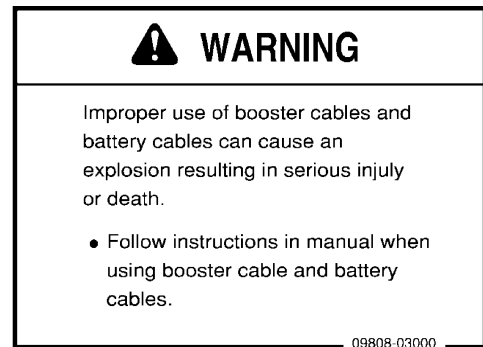 WARNING
Improper use of booster cables and
battery cables can cause an
explosion resulting in serious injuly
or death.
• Follow instructions in manual when
using booster cable and battery
cables.
09808-03000